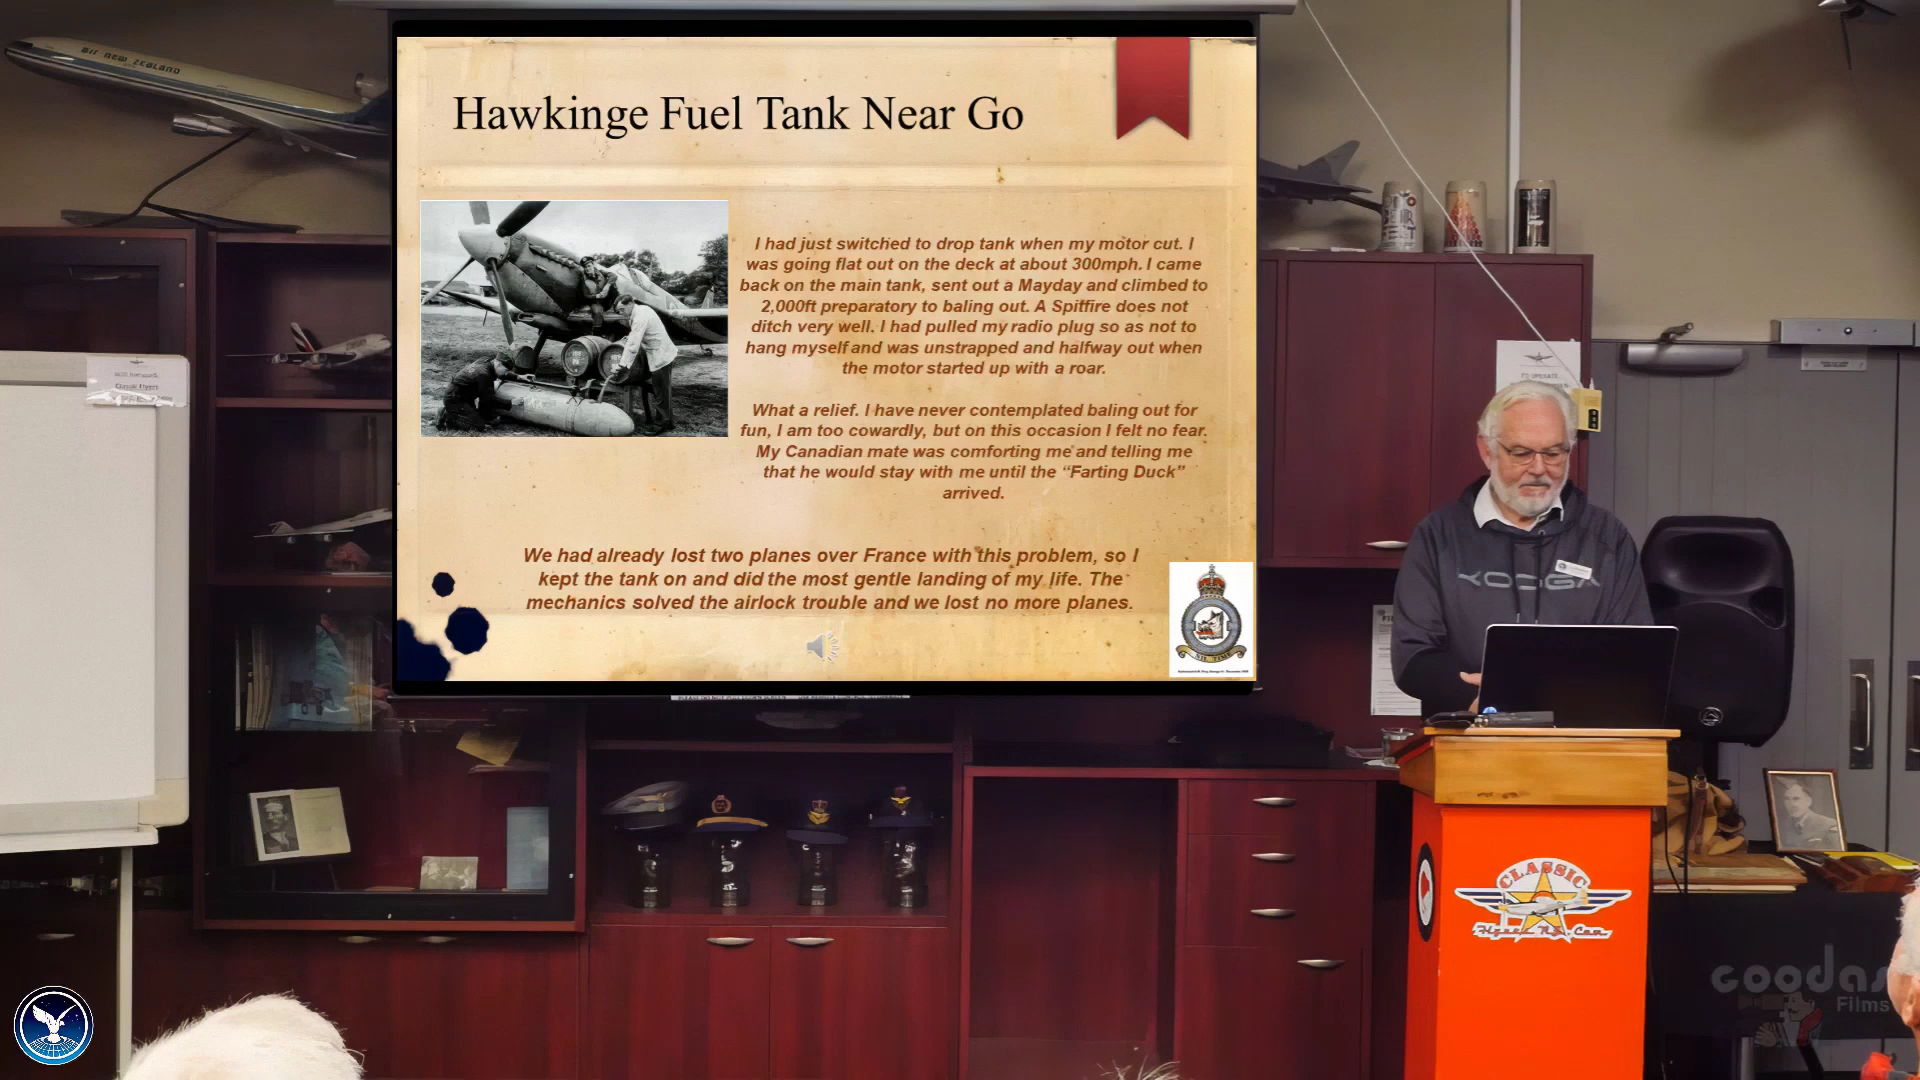 AIR NEW ZEALAND
Hawkinge Fuel Tank Near Go
I had just switched to drop tank when my motor cut. I
was going flat out on the deck at about 300mph. I came
back on the main tank, sent out a Mayday and climbed to
2,000ft preparatory to baling out. A Spitfire does not
ditch very well. I had pulled my radio plug so as not to
hang myself and was unstrapped and halfway out when
the motor started up with a roar.
What a relief. I have never contemplated baling out for
fun, I am too cowardly, but on this occasion I felt no fear.
My Canadian mate was comforting me and telling me
that he would stay with me until the “Farting Duck”
arrived.
We had already lost two planes over France with this problem, so I
kept the tank on and did the most gentle landing of my life. The
mechanics solved the airlock trouble and we lost no more planes.
KOOGA
CLASSIC
Flyers NZ.Com
coodas
Films